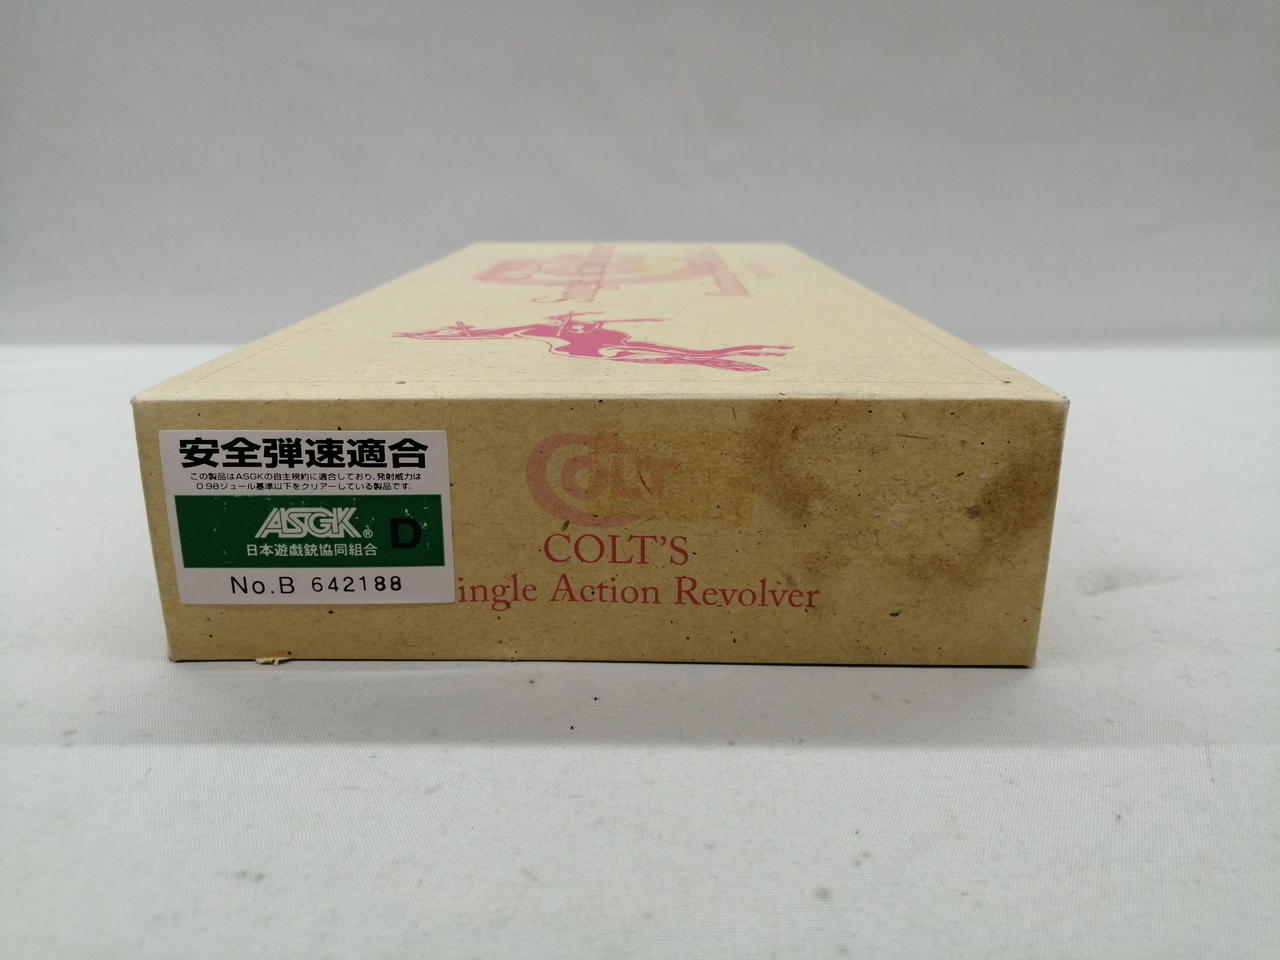 安全弾速適合
この製品はASGKの自主規約に適合しており、発射威力は
0.98ジュール基準以下をクリアーしている製品です。
ASGK® D
日本遊戯銃協同組合
No.B 642188
COLT
COLT'S
ingle Action Revolver